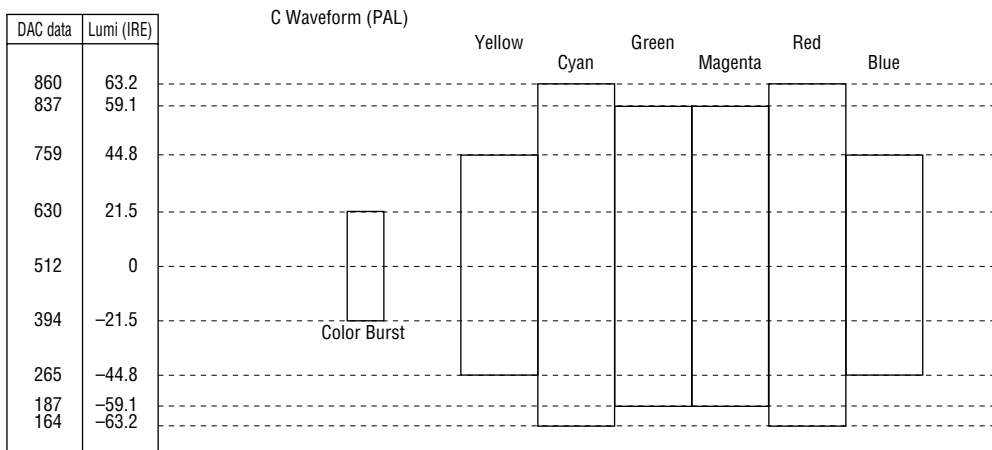 C Waveform (PAL)
DAC data Lumi (IRE)
Yellow Green Red
Cyan Magenta Blue
860 63.2
837 59.1
759 44.8
630 21.5
512 0
394 –21.5
Color Burst
265 –44.8
187 –59.1
164 –63.2